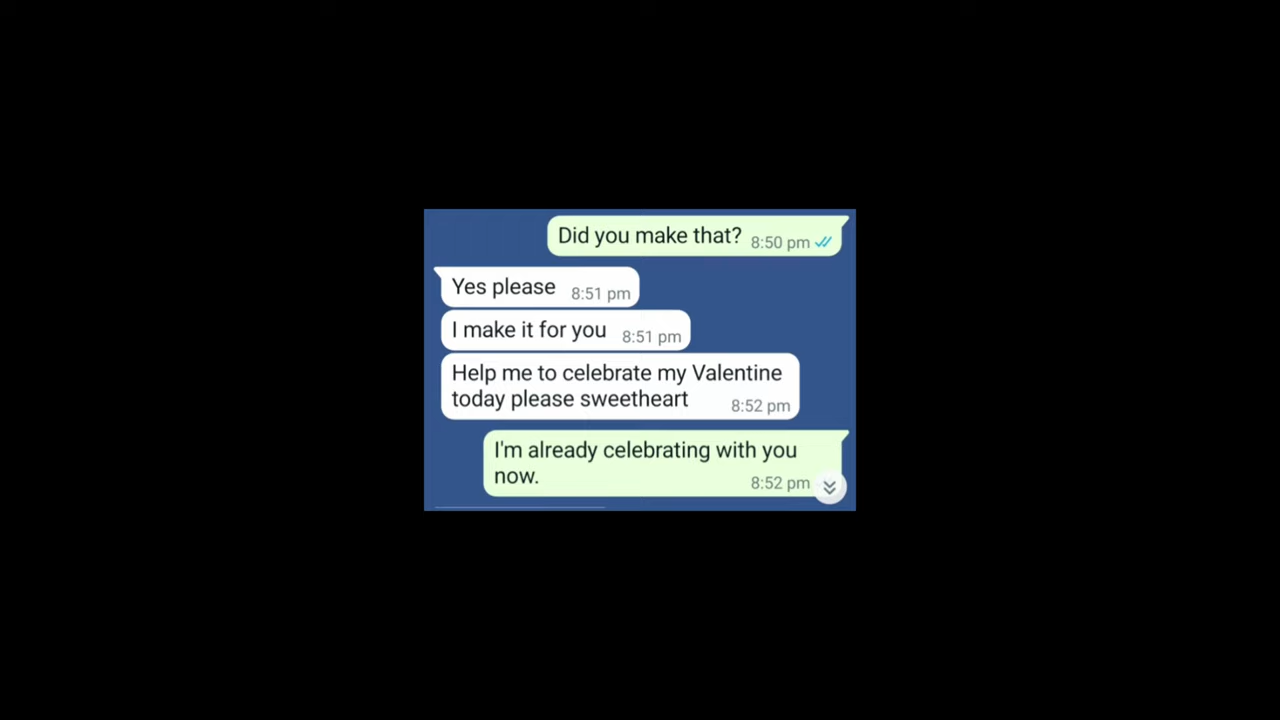 Did you make that? 8:50 pm
Yes please 8:51 pm
I make it for you 8:51 pm
Help me to celebrate my Valentine
today please sweetheart 8:52 pm
I'm already celebrating with you
now. 8:52 pm